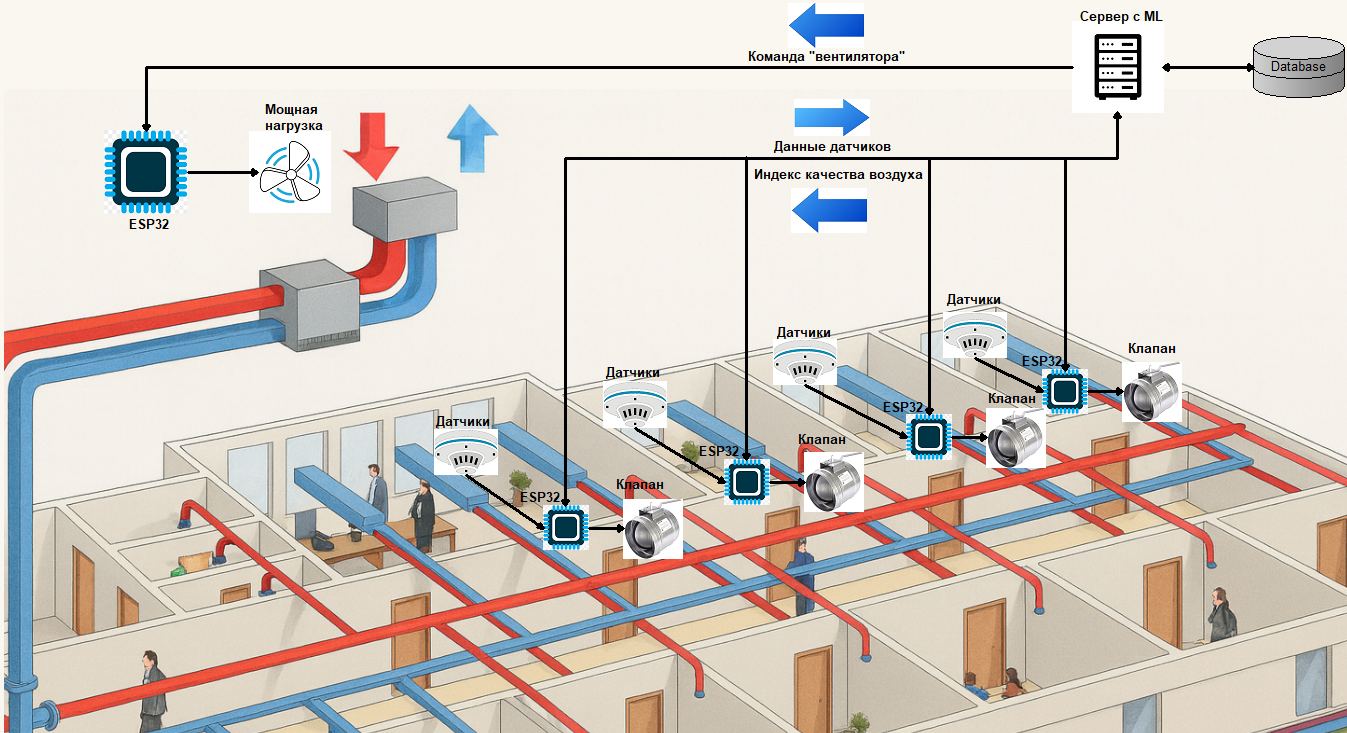 Сервер с ML
Команда "вентилятора"
Database
Мощная
нагрузка
Данные датчиков
Индекс качества воздуха
ESP32
Датчики
Датчики
Клапан
ESP32
Датчики
Клапан
ESP32
Датчики
Клапан
ESP32
Клапан
ESP32